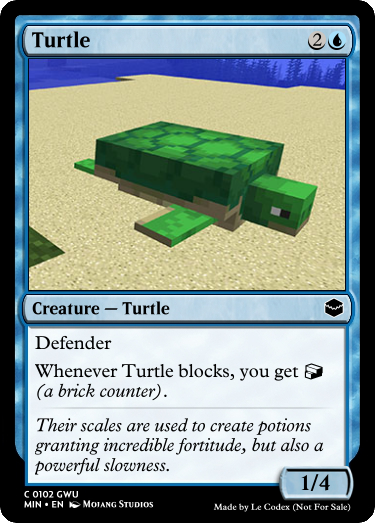 Turtle 2
Creature — Turtle
Defender
Whenever Turtle blocks, you get
(a brick counter).
Their scales are used to create potions
granting incredible fortitude, but also a
powerful slowness.
1/4
C 0102 GWU
MIN • EN Mojang Studios
Made by Le Codex (Not For Sale)